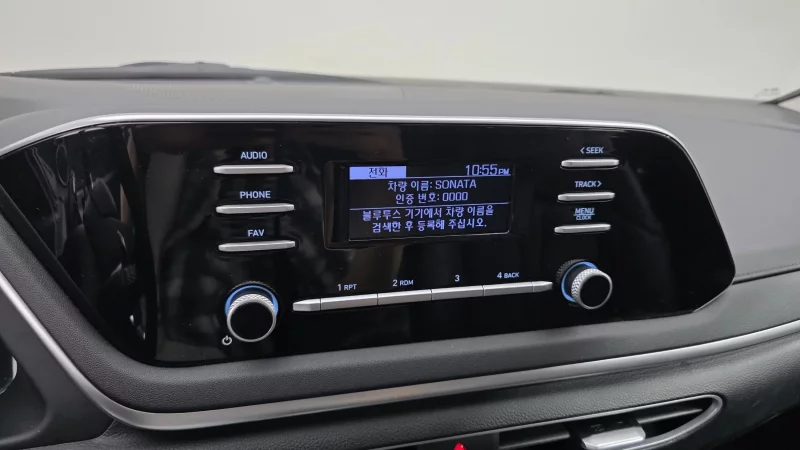 AUDIO
PHONE
FAV
전화 10:55PM
차량 이름: SONATA
인증 번호: 0000
블루투스 기기에서 차량 이름을
검색한 후 등록해 주십시오.
< SEEK
TRACK >
MENU
CLOCK
1 RPT 2 RDM 3 4 BACK